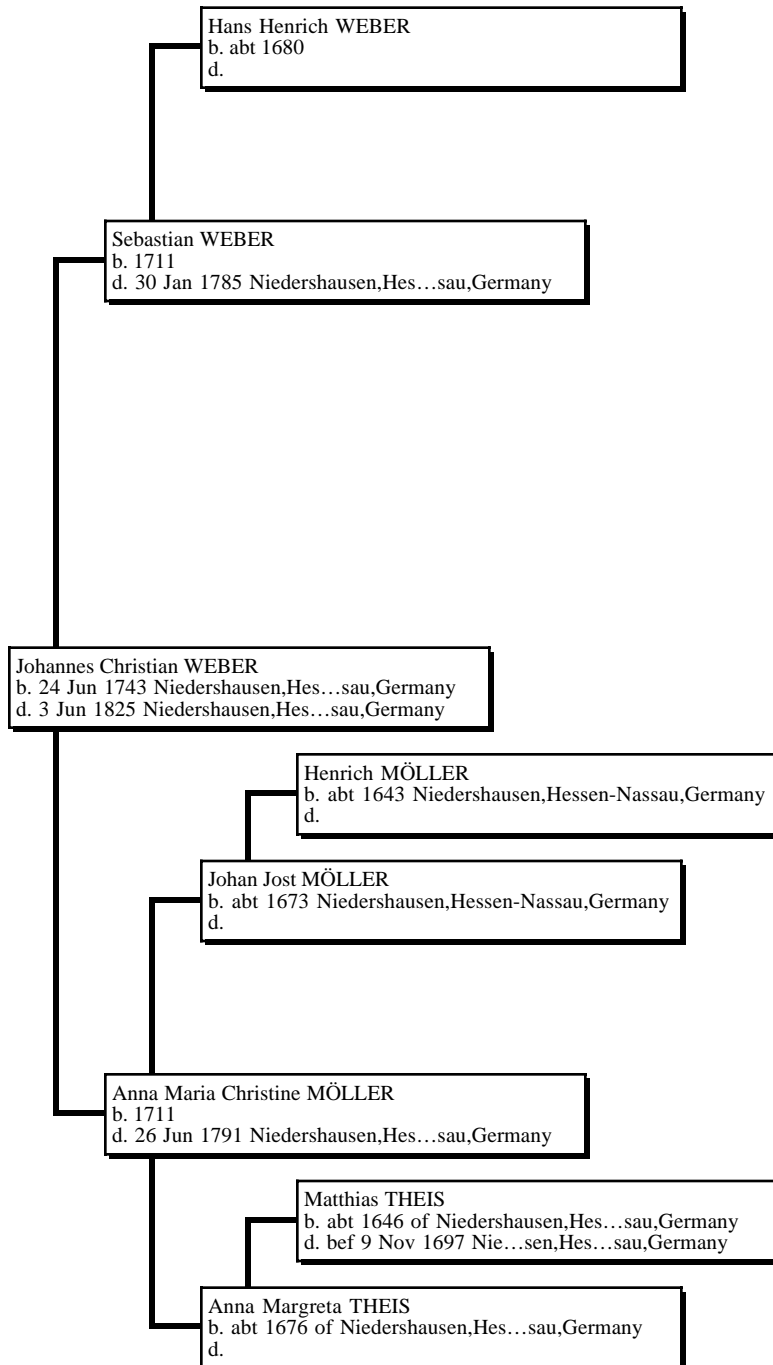 Hans Henrich WEBER
b. abt 1680
d.
Sebastian WEBER
b. 1711
d. 30 Jan 1785 Niedershausen,Hes…sau,Germany
Johannes Christian WEBER
b. 24 Jun 1743 Niedershausen,Hes…sau,Germany
d. 3 Jun 1825 Niedershausen,Hes…sau,Germany
Henrich MÖLLER
b. abt 1643 Niedershausen,Hessen-Nassau,Germany
d.
Johan Jost MÖLLER
b. abt 1673 Niedershausen,Hessen-Nassau,Germany
d.
Anna Maria Christine MÖLLER
b. 1711
d. 26 Jun 1791 Niedershausen,Hes…sau,Germany
Matthias THEIS
b. abt 1646 of Niedershausen,Hes…sau,Germany
d. bef 9 Nov 1697 Nie…sen,Hes…sau,Germany
Anna Margreta THEIS
b. abt 1676 of Niedershausen,Hes…sau,Germany
d.